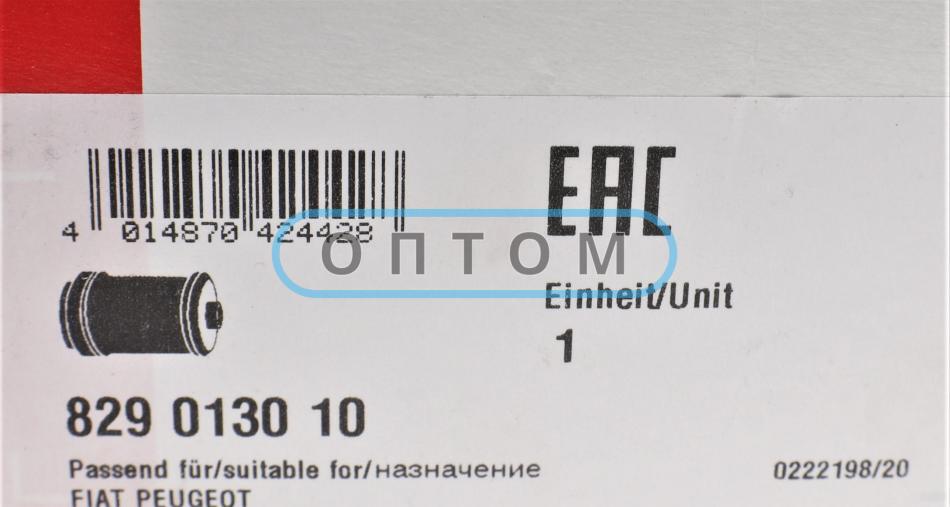 EAC
4 014870 424428
ОПТОМ
Einheit/Unit
1
829 0130 10
Passend für/suitable for/назначение
0222198/20
FIAT PEUGEOT